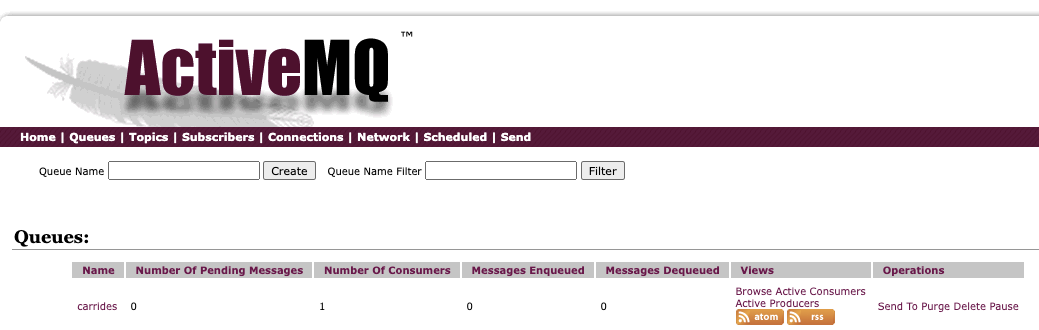 ActiveMQ™
Home | Queues | Topics | Subscribers | Connections | Network | Scheduled | Send
Queue Name Create Queue Name Filter Filter
Queues:
Name Number Of Pending Messages Number Of Consumers Messages Enqueued Messages Dequeued Views Operations
carrides 0 1 0 0 Browse Active Consumers
Active Producers
atom rss
Send To Purge Delete Pause